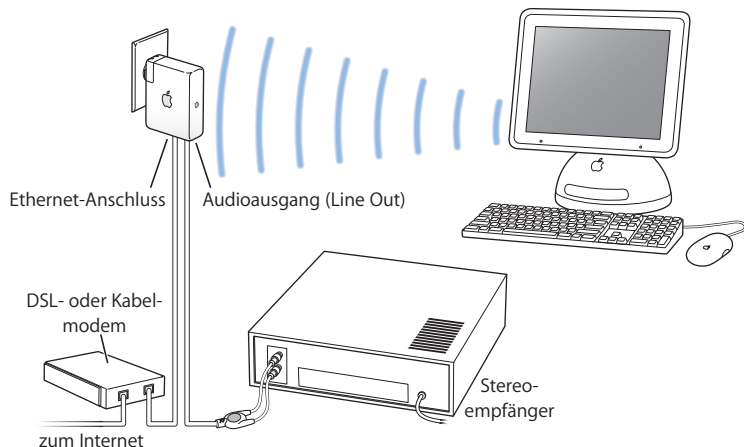 Ethernet-Anschluss
Audioausgang (Line Out)
DSL- oder Kabel-
modem
Stereo-
empfänger
zum Internet